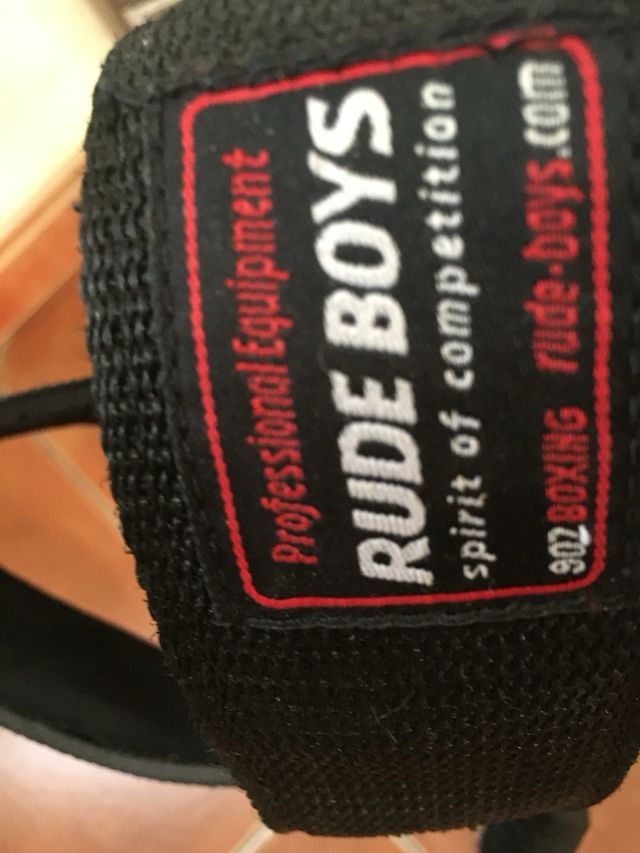 Professional Equipment
RUDE BOYS
spirit of competition
902 BOXING rude-boys.com